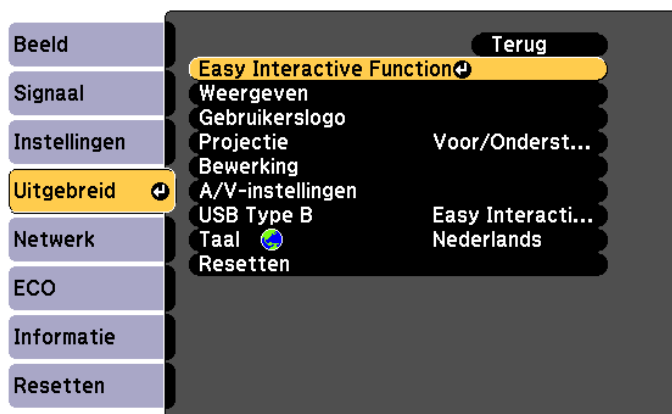 Beeld
Signaal
Instellingen
Uitgebreid
Netwerk
ECO
Informatie
Resetten
Terug
Easy Interactive Function
Weergeven
Gebruikerslogo
Projectie Voor/Onderst...
Bewerking
A/V-instellingen
USB Type B Easy Interacti...
Taal Nederlands
Resetten